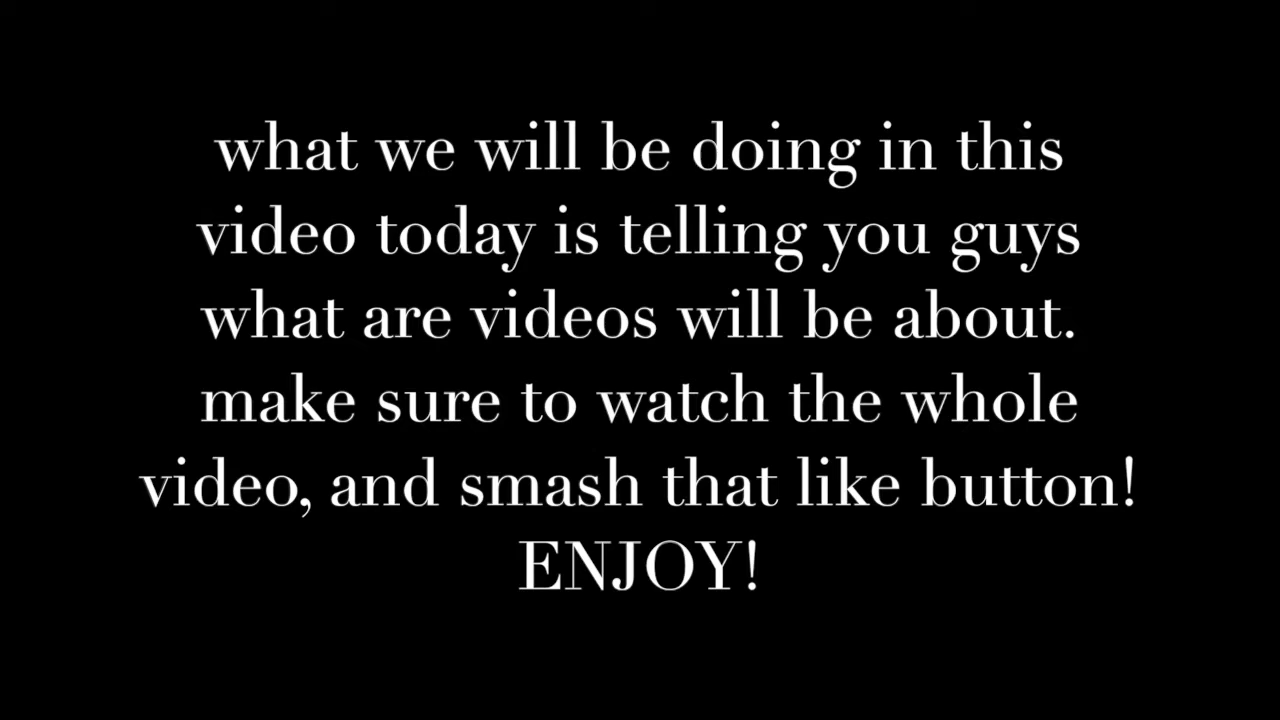 what we will be doing in this
video today is telling you guys
what are videos will be about.
make sure to watch the whole
video, and smash that like button!
ENJOY!